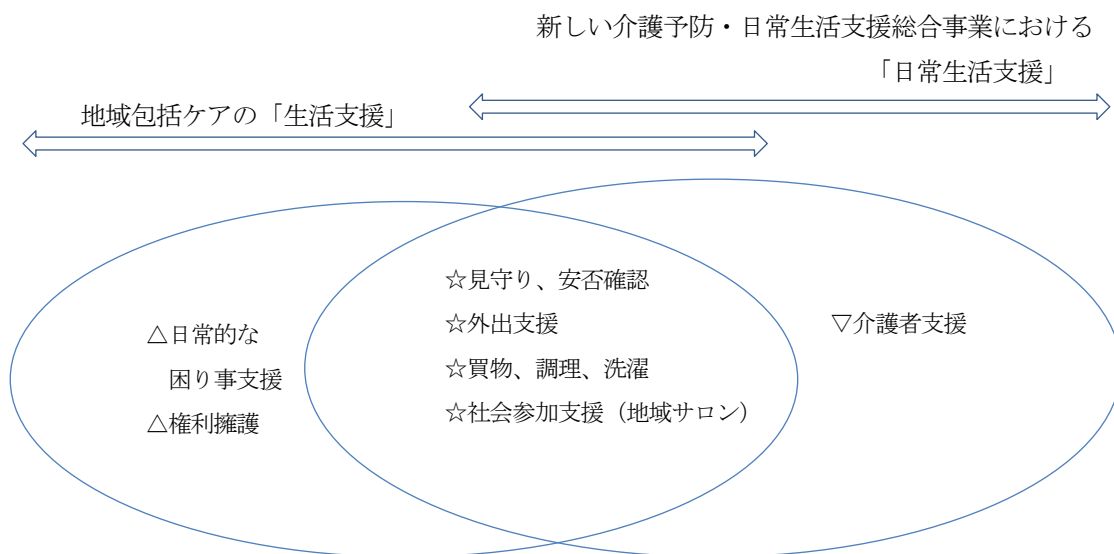 新しい介護予防・日常生活支援総合事業における
「日常生活支援」
地域包括ケアの「生活支援」
△日常的な
困り事支援
△権利擁護
☆見守り、安否確認
☆外出支援
☆買物、調理、洗濯
☆社会参加支援（地域サロン）
▽介護者支援